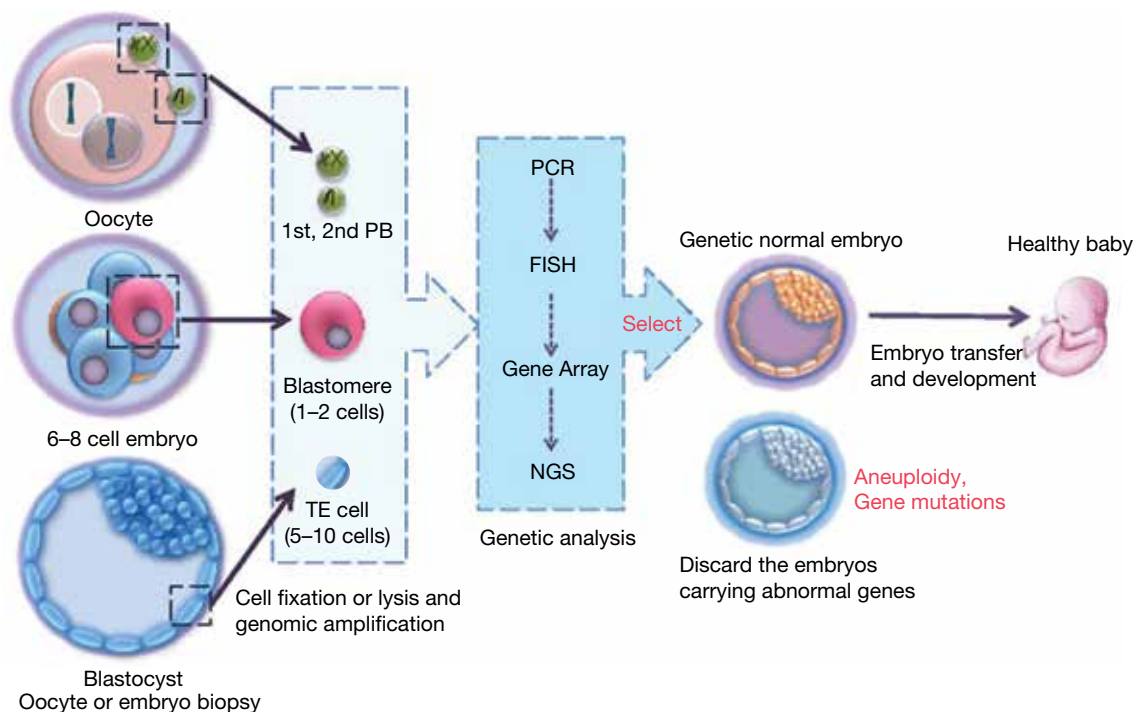 Oocyte
1st, 2nd PB
6–8 cell embryo
Blastomere
(1–2 cells)
TE cell
(5–10 cells)
Cell fixation or lysis and
genomic amplification
Blastocyst
Oocyte or embryo biopsy
PCR
FISH
Gene Array
NGS
Genetic analysis
Select
Genetic normal embryo
Healthy baby
Embryo transfer
and development
Aneuploidy,
Gene mutations
Discard the embryos
carrying abnormal genes